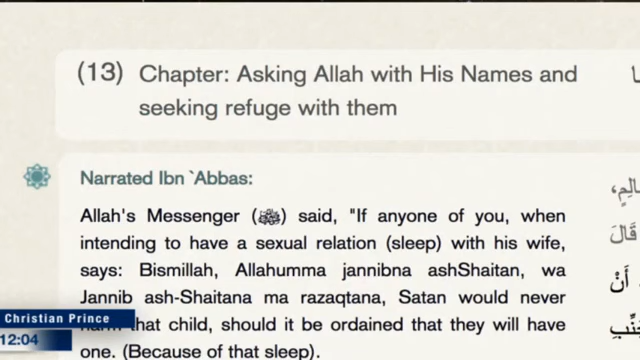 (13) Chapter: Asking Allah with His Names and
seeking refuge with them
Narrated Ibn `Abbas:
Allah's Messenger (ﷺ) said, "If anyone of you, when
intending to have a sexual relation (sleep) with his wife,
says: Bismillah, Allahumma jannibna ashShaitan, wa
Jannib ash-Shaitana ma razaqtana, Satan would never
harm that child, should it be ordained that they will have
one. (Because of that sleep).
قَالَ
أَنْ
Christian Prince
12:04